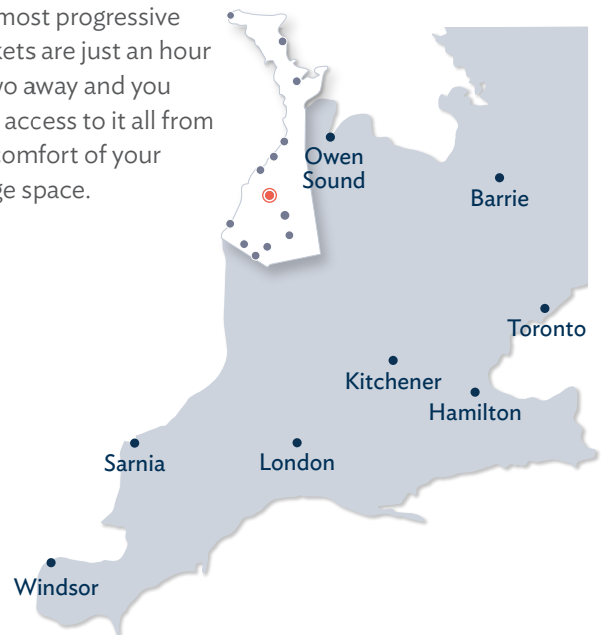 most progressive
kets are just an hour
vo away and you
access to it all from
comfort of your
ge space.
Owen
Sound
Barrie
Toronto
Kitchener
Hamilton
Sarnia
London
Windsor